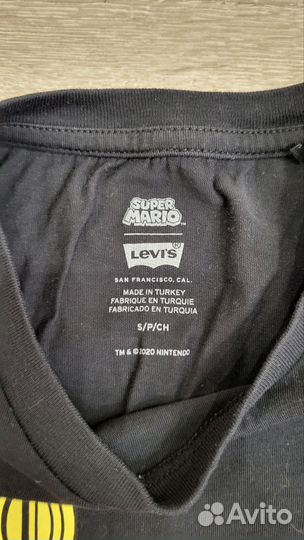 SUPER
MARIO™
Levi's®
SAN FRANCISCO, CAL.
MADE IN TURKEY
FABRIQUE EN TURQUIE
FABRICADO EN TURQUIA
S/P/CH
TM & © 2020 NINTENDO
Avito